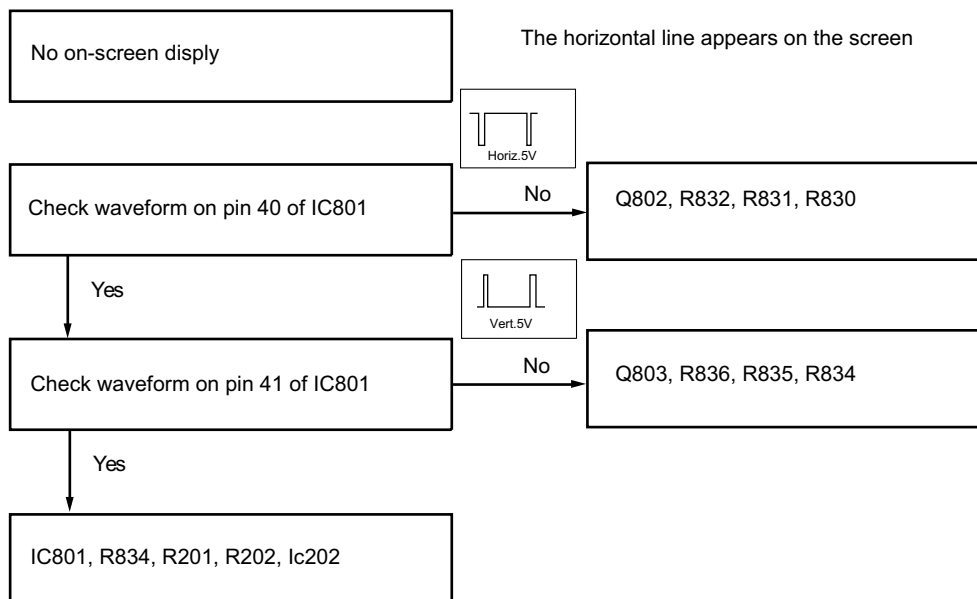 No on-screen disply
The horizontal line appears on the screen
Horiz.5V
Check waveform on pin 40 of IC801
No
Q802, R832, R831, R830
Yes
Vert.5V
Check waveform on pin 41 of IC801
No
Q803, R836, R835, R834
Yes
IC801, R834, R201, R202, Ic202